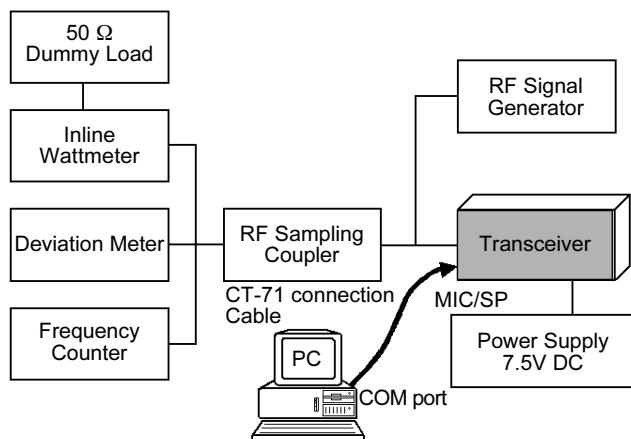 50 Ω
Dummy Load
RF Signal
Generator
Inline
Wattmeter
Deviation Meter
RF Sampling
Coupler
Transceiver
CT-71 connection
Cable
MIC/SP
Frequency
Counter
PC
COM port
Power Supply
7.5V DC